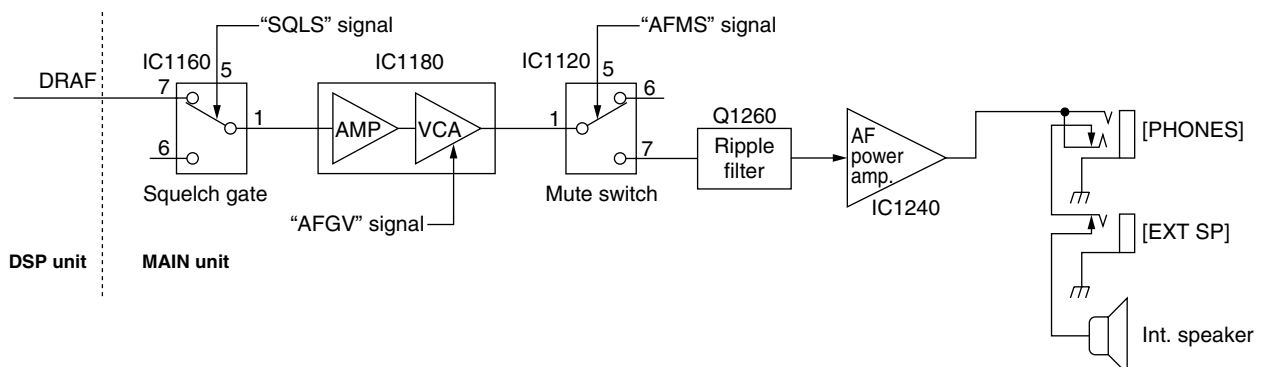 “SQLS” signal
“AFMS” signal
IC1160
IC1180
IC1120
DRAF
7
5
1
6
AMP
VCA
1
5
6
7
Q1260
Ripple
filter
AF
power
amp.
IC1240
[PHONES]
Squelch gate
Mute switch
“AFGV” signal
[EXT SP]
DSP unit
MAIN unit
Int. speaker